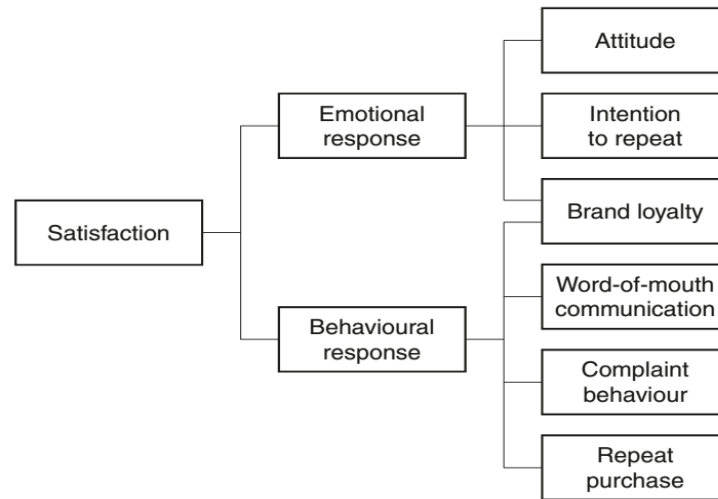 Attitude
Emotional
response
Intention
to repeat
Brand loyalty
Satisfaction
Word-of-mouth
communication
Behavioural
response
Complaint
behaviour
Repeat
purchase